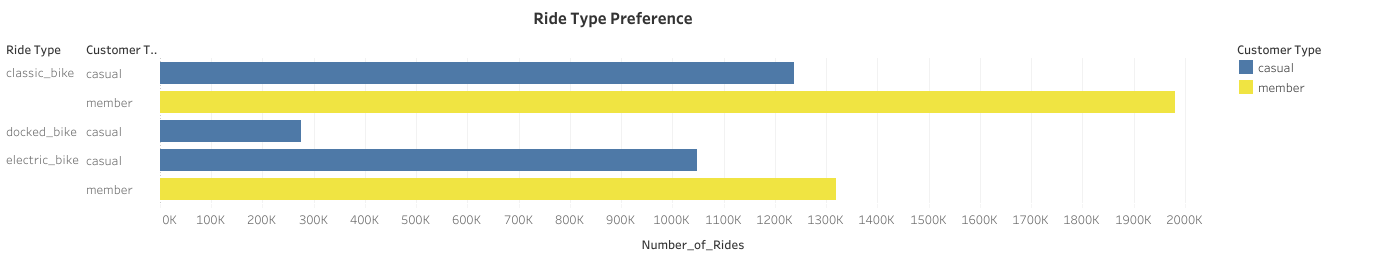 Ride Type Preference
Ride Type Customer T.. Customer Type
classic_bike casual casual
member member
docked_bike casual
electric_bike casual
member
0K 100K 200K 300K 400K 500K 600K 700K 800K 900K 1000K 1100K 1200K 1300K 1400K 1500K 1600K 1700K 1800K 1900K 2000K
Number_of_Rides